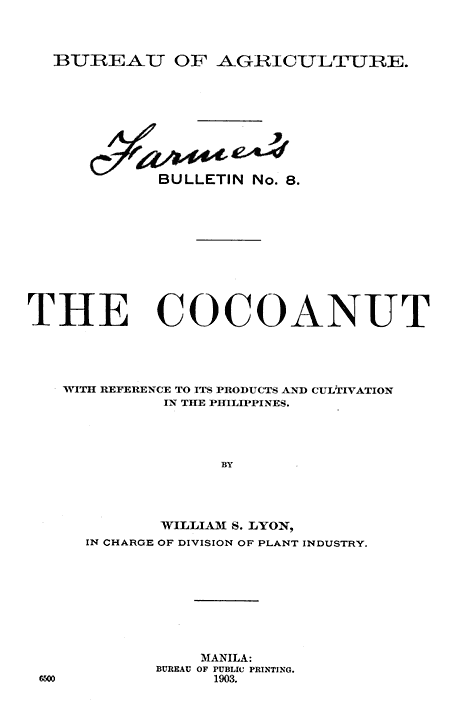 BUREAU OF AGRICULTURE.
Farmer's
BULLETIN No. 8.
THE COCOANUT
WITH REFERENCE TO ITS PRODUCTS AND CULTIVATION
IN THE PHILIPPINES.
BY
WILLIAM S. LYON,
IN CHARGE OF DIVISION OF PLANT INDUSTRY.
MANILA:
BUREAU OF PUBLIC PRINTING.
6500 1903.